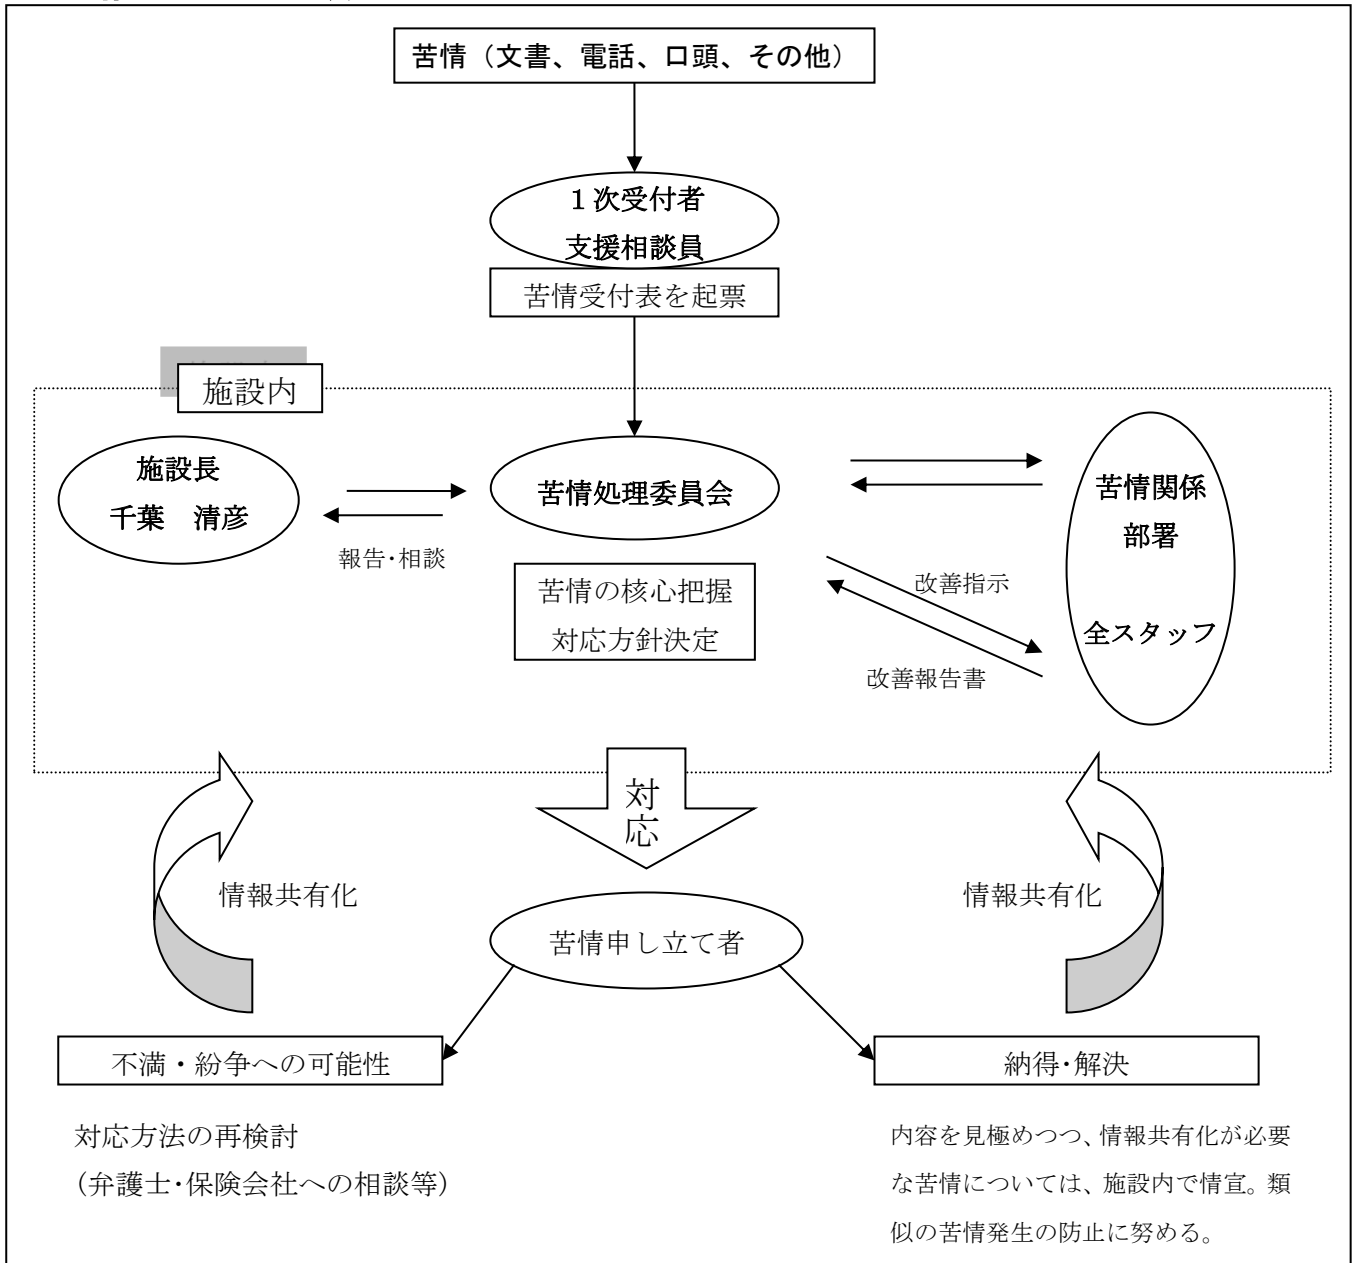 苦情（文書、電話、口頭、その他）
１次受付者
支援相談員
苦情受付表を起票
施設内
施設長
千葉　清彦
苦情処理委員会
苦情関係
部署
全スタッフ
報告・相談
苦情の核心把握
対応方針決定
改善指示
改善報告書
対
応
情報共有化
情報共有化
苦情申し立て者
不満・紛争への可能性
納得・解決
対応方法の再検討
（弁護士・保険会社への相談等）
内容を見極めつつ、情報共有化が必要
な苦情については、施設内で情宣。類
似の苦情発生の防止に努める。